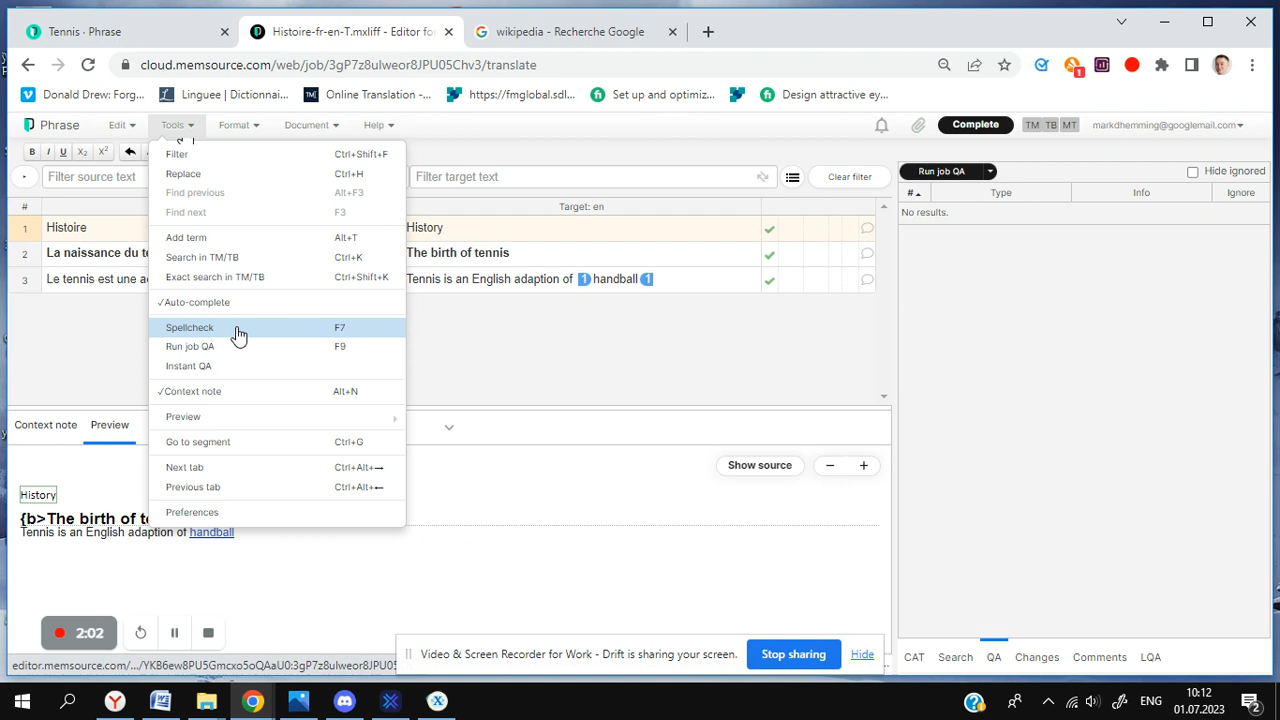 Tennis · Phrase
Histoire-fr-en-T.mxliff - Editor fo
wikipedia - Recherche Google
cloud.memsource.com/web/job/3gP7z8ulweor8JPU05Chv3/translate
1
Donald Drew: Forg...
Linguee | Dictionnai...
Online Translation -...
https://fmglobal.sdl...
Set up and optimiz...
Design attractive ey...
Phrase
Edit
Tools
Format
Document
Help
Complete
TM TB MT
markdhemming@googlemail.com
B I U X₂ X²
Filter source text
Filter target text
Clear filter
Run job QA
Hide ignored
# Type Info Ignore
No results.
# Target: en
1 Histoire History
2 La naissance du te The birth of tennis
3 Le tennis est une a Tennis is an English adaption of 1 handball 1
Filter Ctrl+Shift+F
Replace Ctrl+H
Find previous Alt+F3
Find next F3
Add term Alt+T
Search in TM/TB Ctrl+K
Exact search in TM/TB Ctrl+Shift+K
✓Auto-complete
Spellcheck F7
Run job QA F9
Instant QA
✓Context note Alt+N
Preview
Go to segment Ctrl+G
Next tab Ctrl+Alt+→
Previous tab Ctrl+Alt+←
Preferences
Context note
Preview
Show source
− +
History
{b>The birth of te
Tennis is an English adaption of handball
2:02
Video & Screen Recorder for Work - Drift is sharing your screen.
Stop sharing
Hide
CAT Search QA Changes Comments LQA
ENG
10:12
01.07.2023
2